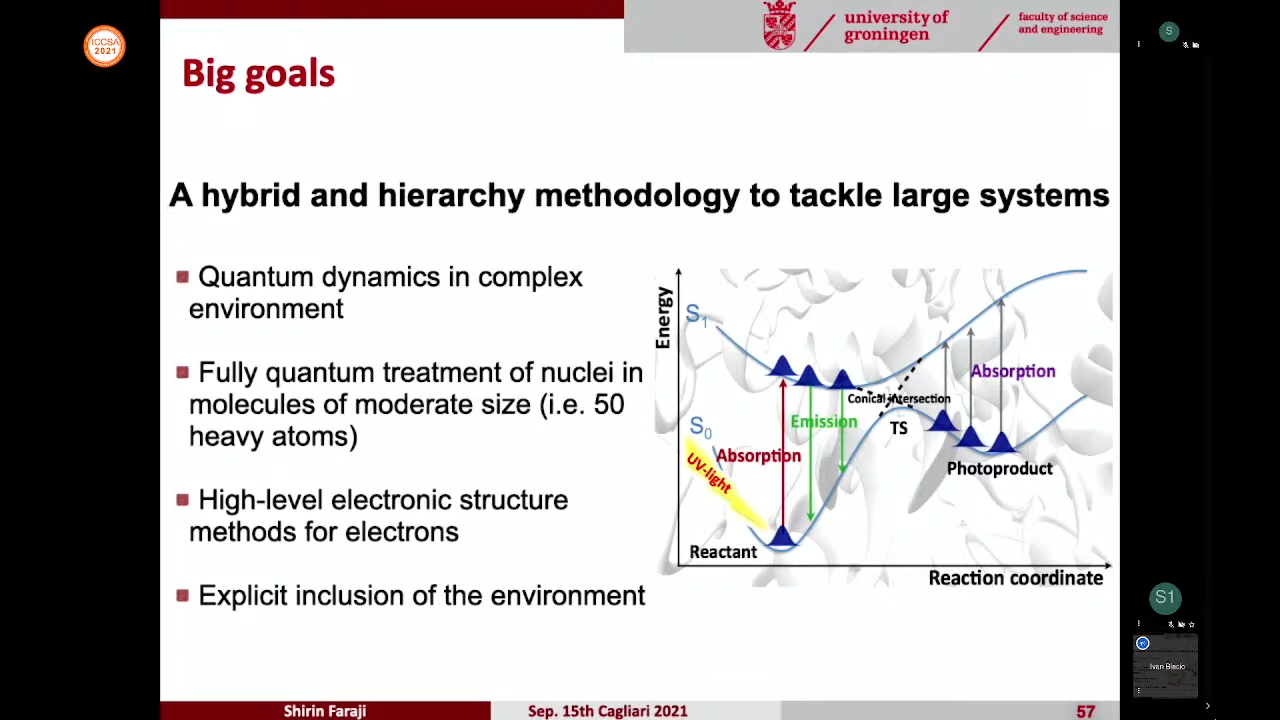 ICCSA
2021
university of
groningen
faculty of science
and engineering
S
Big goals
A hybrid and hierarchy methodology to tackle large systems
Quantum dynamics in complex
environment
Fully quantum treatment of nuclei in
molecules of moderate size (i.e. 50
heavy atoms)
High-level electronic structure
methods for electrons
Explicit inclusion of the environment
Energy
S1
S0
Absorption
Conical intersection
Emission
TS
Absorption
UV-light
Photoproduct
Reactant
Reaction coordinate
S1
Ivan Blecic
Shirin Faraji
Sep. 15th Cagliari 2021
57